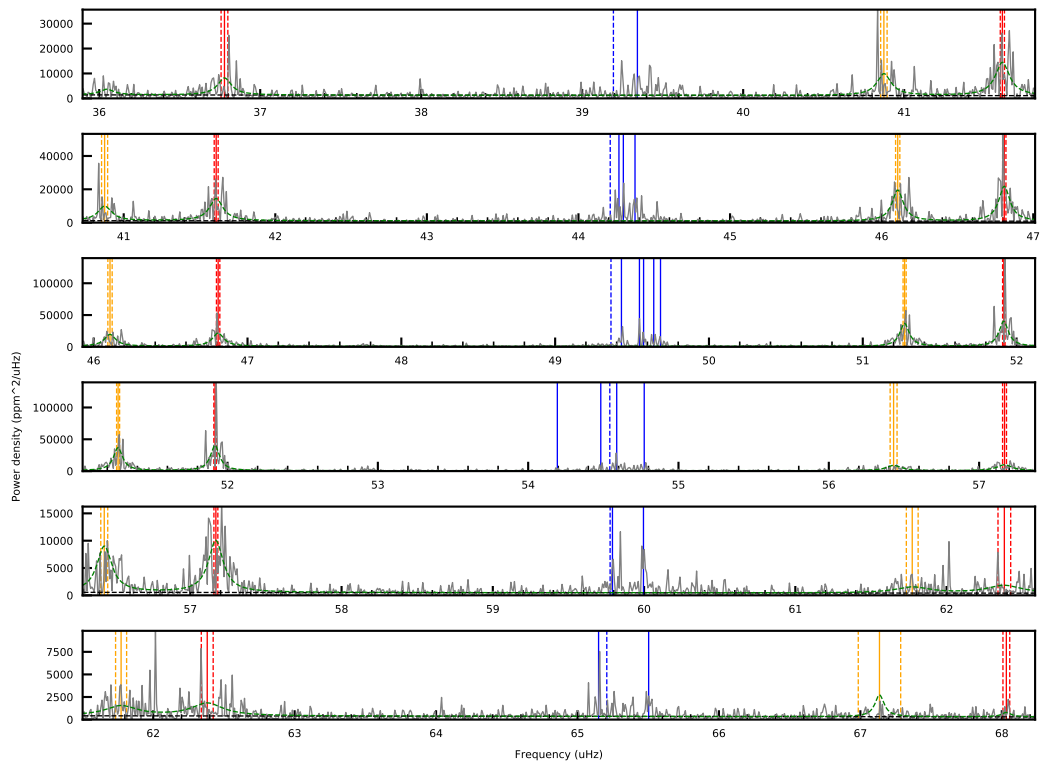 30000
20000
10000
0
36 37 38 39 40 41
40000
20000
0
41 42 43 44 45 46 47
100000
50000
0
46 47 48 49 50 51 52
Power density (ppm^2/uHz)
100000
50000
0
52 53 54 55 56 57
15000
10000
5000
0
57 58 59 60 61 62
7500
5000
2500
0
62 63 64 65 66 67 68
Frequency (uHz)